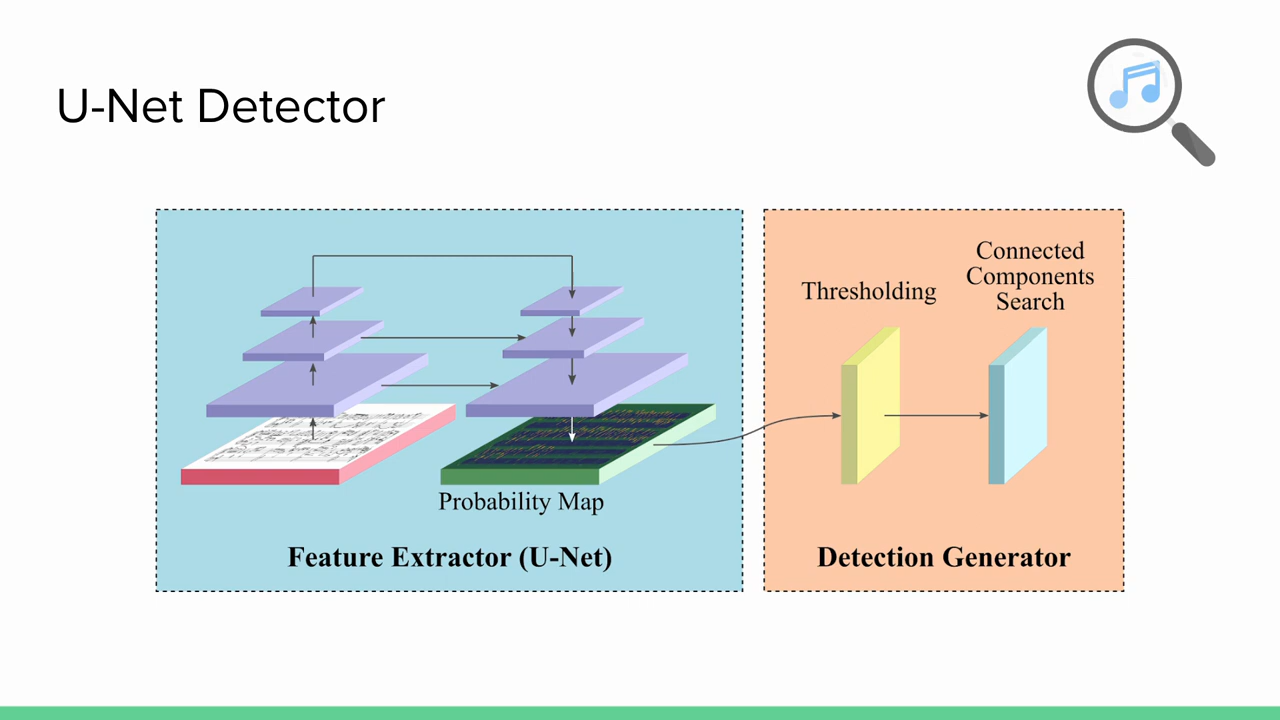 U-Net Detector
Thresholding
Connected
Components
Search
Probability Map
Feature Extractor (U-Net)
Detection Generator